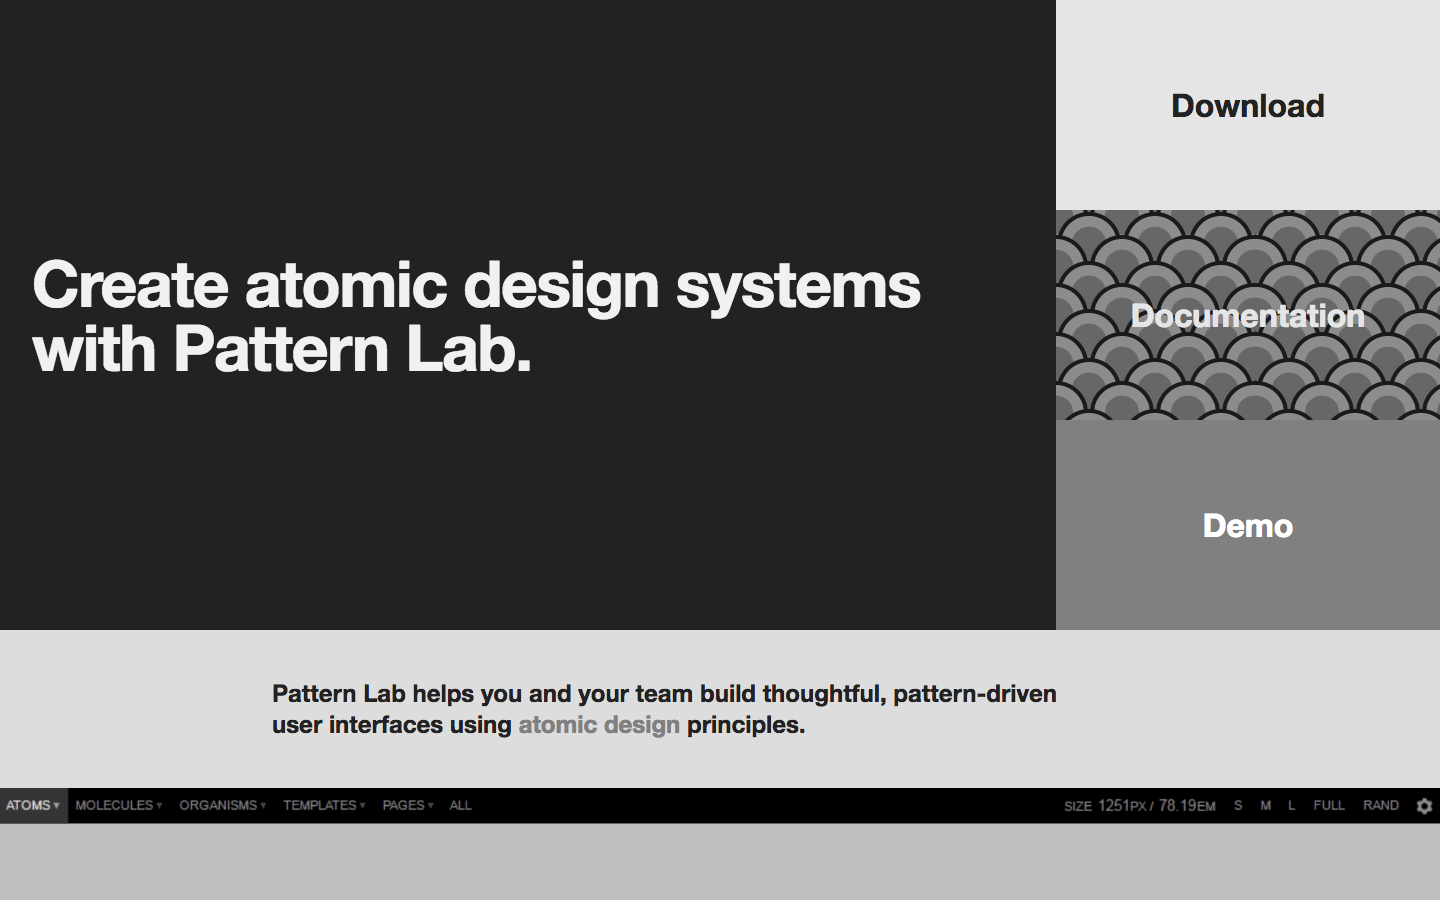 Create atomic design systems
with Pattern Lab.
Download
Documentation
Demo
Pattern Lab helps you and your team build thoughtful, pattern-driven
user interfaces using atomic design principles.
ATOMS▾ MOLECULES▾ ORGANISMS▾ TEMPLATES▾ PAGES▾ ALL SIZE 1251PX / 78.19EM S M L FULL RAND